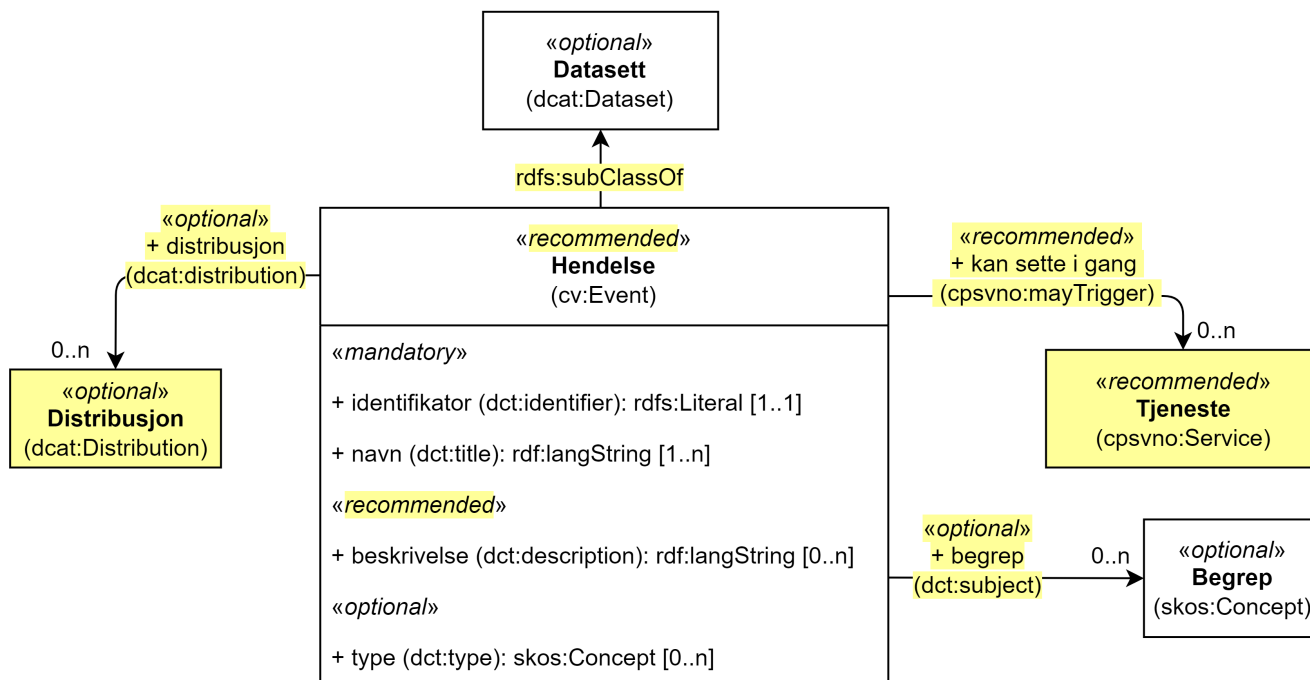 «optional»
Datasett
(dcat:Dataset)
rdfs:subClassOf
«optional»
+ distribusjon
(dcat:distribution)
0..n
«optional»
Distribusjon
(dcat:Distribution)
«recommended»
Hendelse
(cv:Event)
«mandatory»
+ identifikator (dct:identifier): rdfs:Literal [1..1]
+ navn (dct:title): rdf:langString [1..n]
«recommended»
+ beskrivelse (dct:description): rdf:langString [0..n]
«optional»
+ type (dct:type): skos:Concept [0..n]
«recommended»
+ kan sette i gang
(cpsvno:mayTrigger)
0..n
«recommended»
Tjeneste
(cpsvno:Service)
«optional»
+ begrep
(dct:subject)
0..n
«optional»
Begrep
(skos:Concept)